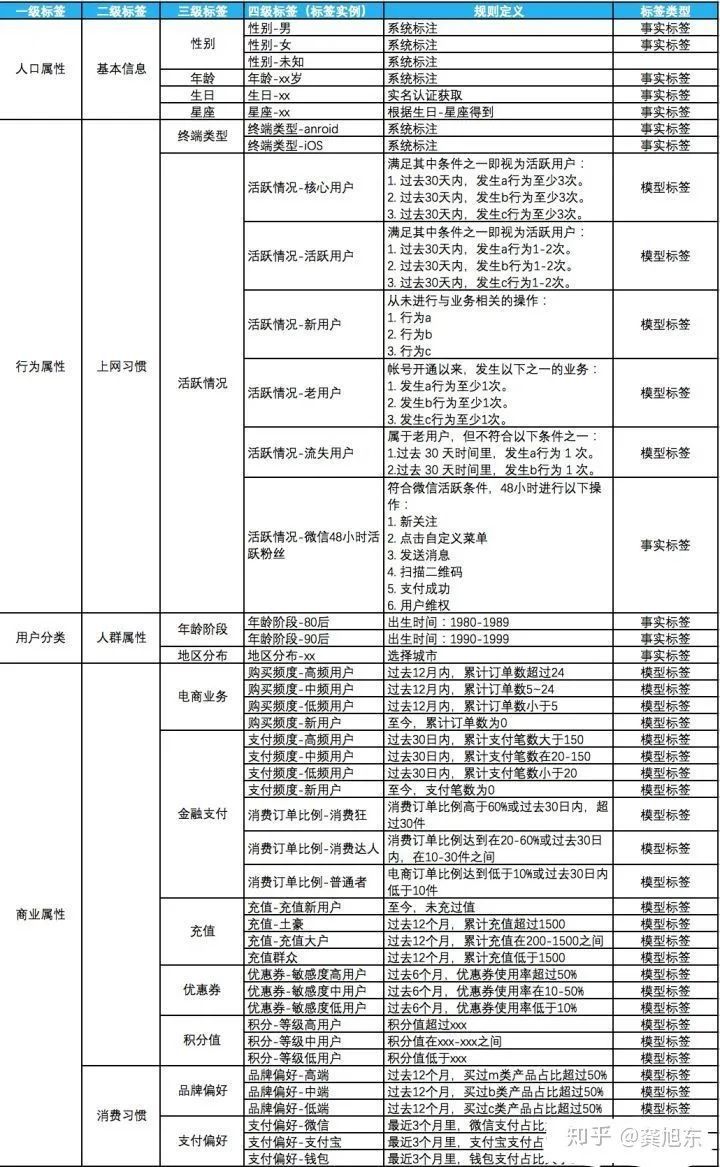 一级标签 二级标签 三级标签 四级标签（标签实例） 规则定义 标签类型
人口属性 基本信息 性别 性别-男 系统标注 事实标签
性别-女 系统标注 事实标签
性别-未知 系统标注
年龄 年龄-xx岁 系统标注 事实标签
生日 生日-xx 实名认证获取 事实标签
星座 星座-xx 根据生日-星座得到 事实标签
行为属性 上网习惯 终端类型 终端类型-anroid 系统标注 事实标签
终端类型-iOS 系统标注 事实标签
活跃情况 活跃情况-核心用户 满足其中条件之一即视为活跃用户： 模型标签
1. 过去30天内，发生a行为至少3次。
2. 过去30天内，发生b行为至少3次。
3. 过去30天内，发生c行为至少3次。
活跃情况-活跃用户 满足其中条件之一即视为活跃用户： 模型标签
1. 过去30天内，发生a行为1-2次。
2. 过去30天内，发生b行为1-2次。
3. 过去30天内，发生c行为1-2次。
活跃情况-新用户 从未进行与业务相关的操作： 模型标签
1. 行为a
2. 行为b
3. 行为c
活跃情况-老用户 帐号开通以来，发生以下之一的业务： 模型标签
1. 发生a行为至少1次。
2. 发生b行为至少1次。
3. 发生c行为至少1次。
活跃情况-流失用户 属于老用户，但不符合以下条件之一： 模型标签
1.过去 30 天时间里，发生a行为 1 次。
2.过去 30 天时间里，发生b行为 1 次。
活跃情况-微信48小时活
跃粉丝 符合微信活跃条件，48小时进行以下操 事实标签
作：
1. 新关注
2. 点击自定义菜单
3. 发送消息
4. 扫描二维码
5. 支付成功
6. 用户维权
用户分类 人群属性 年龄阶段 年龄阶段-80后 出生时间：1980-1989 事实标签
年龄阶段-90后 出生时间：1990-1999 事实标签
地区分布 地区分布-xx 选择城市 事实标签
商业属性 电商业务 购买频度-高频用户 过去12月内，累计订单数超过24 模型标签
购买频度-中频用户 过去12月内，累计订单数5~24 模型标签
购买频度-低频用户 过去12月内，累计订单数小于5 模型标签
购买频度-新用户 至今，累计订单数为0 模型标签
金融支付 支付频度-高频用户 过去30日内，累计支付笔数大于150 模型标签
支付频度-中频用户 过去30日内，累计支付笔数在20-150 模型标签
支付频度-低频用户 过去30日内，累计支付笔数小于20 模型标签
支付频度-新用户 至今，支付笔数为0 模型标签
消费订单比例-消费狂 消费订单比例高于60%或过去30日内，超 模型标签
过30件
消费订单比例-消费达人 消费订单比例达到在20-60%或过去30日 模型标签
内，在10-30件之间
消费订单比例-普通者 电商订单比例达到低于10%或过去30日内 模型标签
低于10件
充值 充值-充值新用户 至今，未充过值 模型标签
充值-土豪 过去12个月，累计充值超过1500 模型标签
充值-充值大户 过去12个月，累计充值在200-1500之间 模型标签
充值群众 过去12个月，累计充值低于1500 模型标签
优惠券 优惠券-敏感度高用户 过去6个月，优惠券使用率超过50% 模型标签
优惠券-敏感度中用户 过去6个月，优惠券使用率在10-50% 模型标签
优惠券-敏感度低用户 过去6个月，优惠券使用率低于10% 模型标签
积分值 积分-等级高用户 积分值超过xxx 模型标签
积分-等级中用户 积分值在xxx-xxx之间 模型标签
积分-等级低用户 积分值低于xxx 模型标签
消费习惯 品牌偏好 品牌偏好-高端 过去12个月，买过m类产品占比超过50% 模型标签
品牌偏好-中端 过去12个月，买过b类产品占比超过50% 模型标签
品牌偏好-低端 过去12个月，买过c类产品占比超过50% 模型标签
支付偏好 支付偏好-微信 最近3个月里，微信支付占比
支付偏好-支付宝 最近3个月里，支付宝支付占
支付偏好-钱包 最近3个月里，钱包支付占比
知乎 @龚旭东